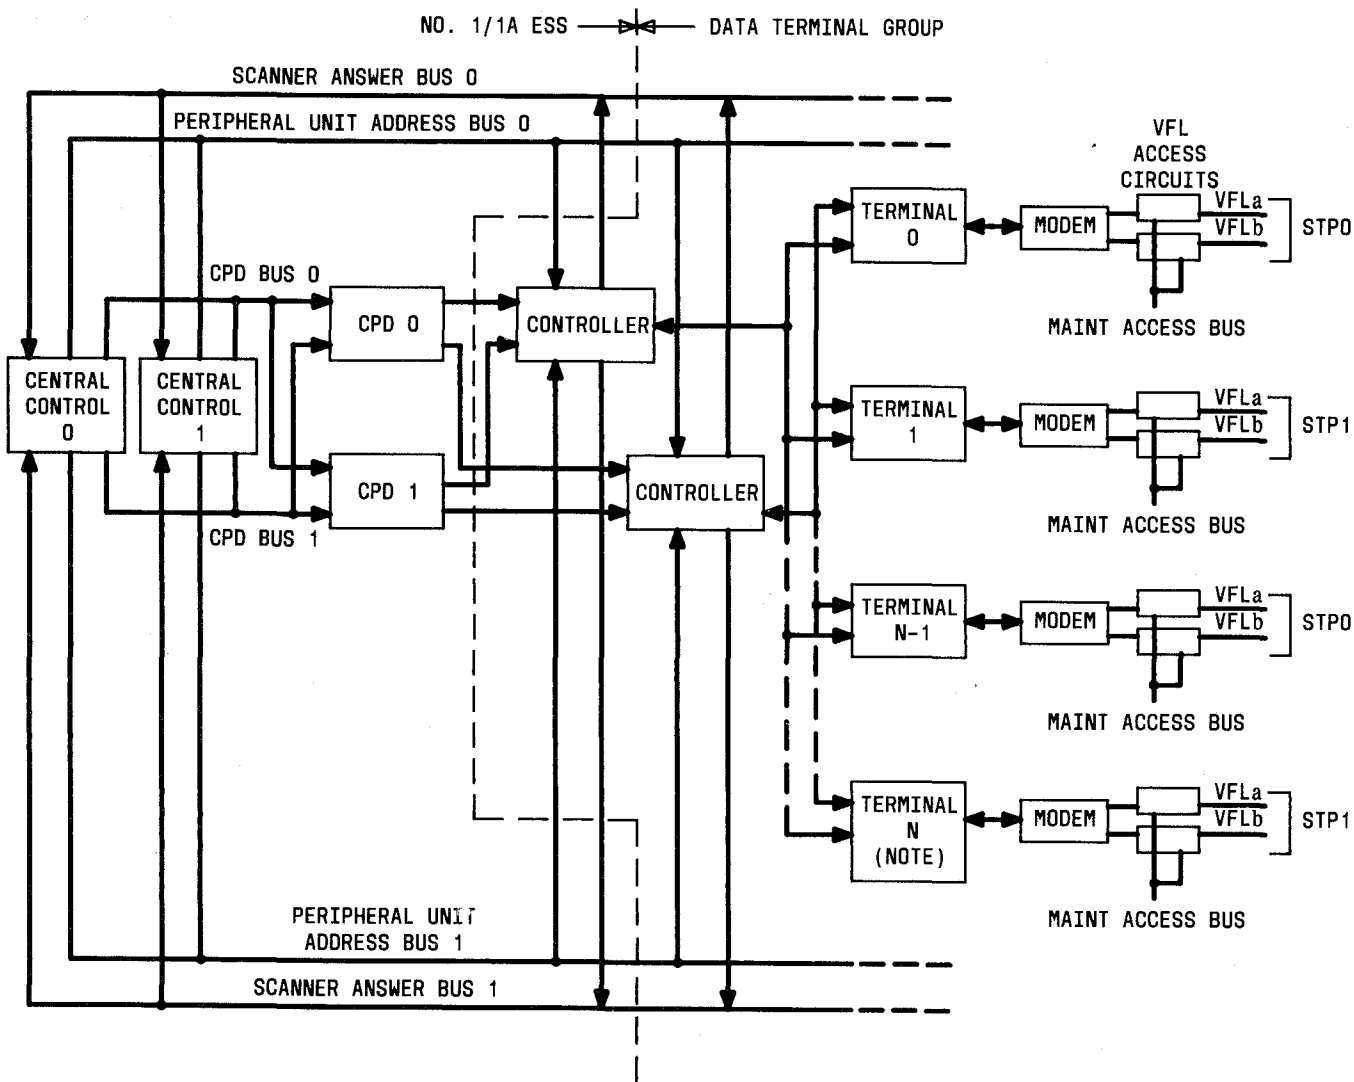 NO. 1/1A ESS
DATA TERMINAL GROUP
SCANNER ANSWER BUS 0
PERIPHERAL UNIT ADDRESS BUS 0
VFL
ACCESS
CIRCUITS
TERMINAL
0
MODEM
VFLa
VFLb
STP0
MAINT ACCESS BUS
CPD BUS 0
CPD 0
CONTROLLER
CENTRAL
CONTROL
0
CENTRAL
CONTROL
1
TERMINAL
1
MODEM
VFLa
VFLb
STP1
MAINT ACCESS BUS
CPD 1
CONTROLLER
CPD BUS 1
TERMINAL
N-1
MODEM
VFLa
VFLb
STP0
MAINT ACCESS BUS
TERMINAL
N
(NOTE)
MODEM
VFLa
VFLb
STP1
MAINT ACCESS BUS
PERIPHERAL UNIT
ADDRESS BUS 1
SCANNER ANSWER BUS 1